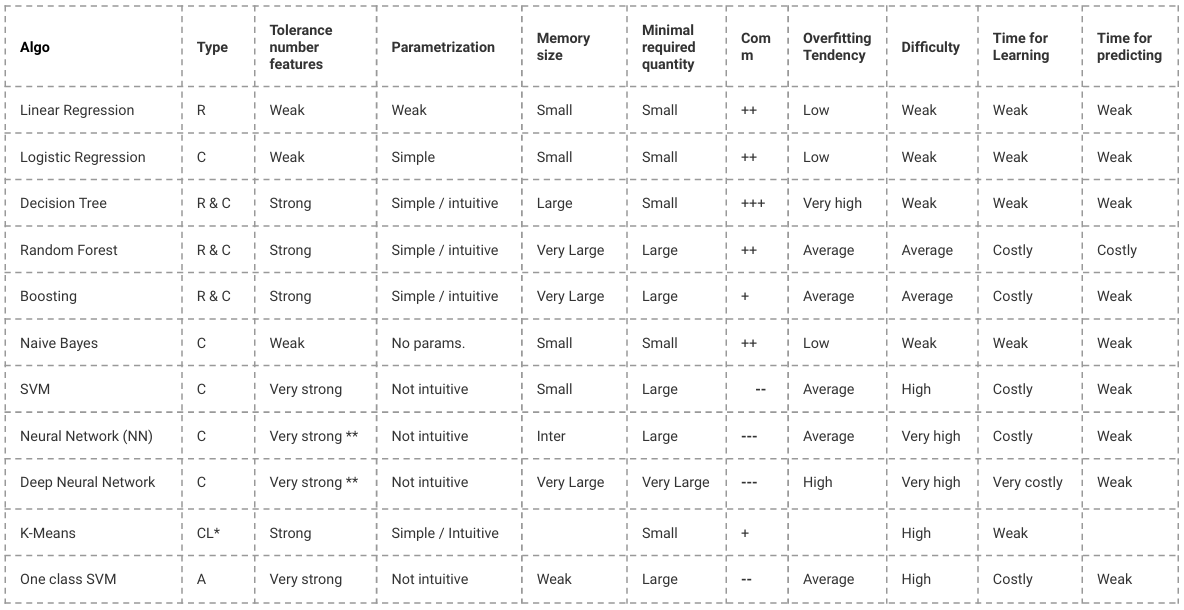 Algo Type Tolerance number features Parametrization Memory size Minimal required quantity Com m Overfitting Tendency Difficulty Time for Learning Time for predicting
Linear Regression R Weak Weak Small Small ++ Low Weak Weak Weak
Logistic Regression C Weak Simple Small Small ++ Low Weak Weak Weak
Decision Tree R & C Strong Simple / intuitive Large Small +++ Very high Weak Weak Weak
Random Forest R & C Strong Simple / intuitive Very Large Large ++ Average Average Costly Costly
Boosting R & C Strong Simple / intuitive Very Large Large + Average Average Costly Weak
Naive Bayes C Weak No params. Small Small ++ Low Weak Weak Weak
SVM C Very strong Not intuitive Small Large -- Average High Costly Weak
Neural Network (NN) C Very strong ** Not intuitive Inter Large --- Average Very high Costly Weak
Deep Neural Network C Very strong ** Not intuitive Very Large Very Large --- High Very high Very costly Weak
K-Means CL* Strong Simple / Intuitive Small + High Weak
One class SVM A Very strong Not intuitive Weak Large -- Average High Costly Weak